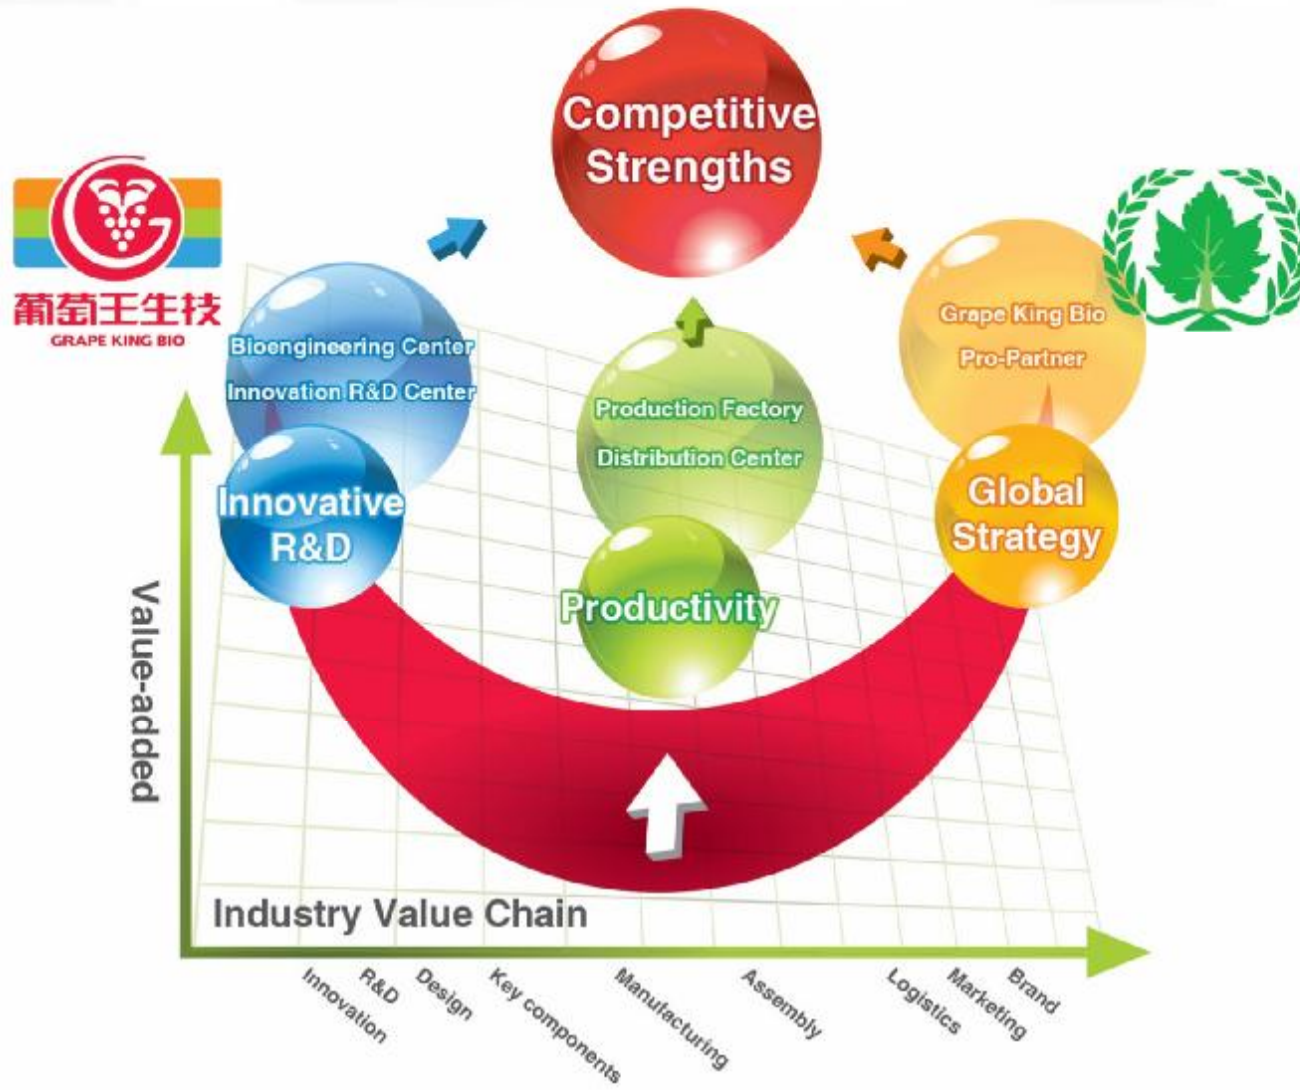 Competitive
Strengths
葡萄王生技
GRAPE KING BIO
Bioengineering Center
Innovation R&D Center
Innovative
R&D
Production Factory
Distribution Center
Productivity
Grape King Bio
Pro-Partner
Global
Strategy
Value-added
Industry Value Chain
Innovation
R&D
Design
Key components
Manufacturing
Assembly
Logistics
Marketing
Brand